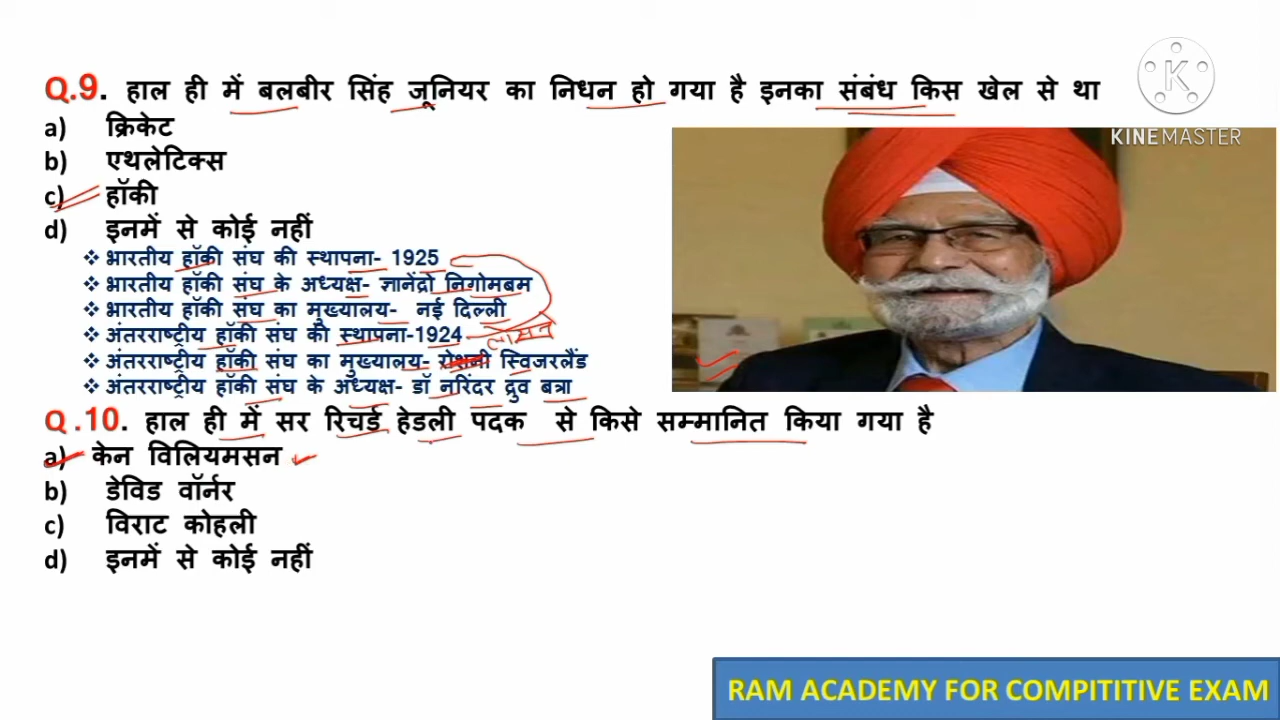 Q.9. हाल ही में बलबीर सिंह जूनियर का निधन हो गया है इनका संबंध किस खेल से था
a) क्रिकेट
b) एथलेटिक्स
c) हॉकी
d) इनमें से कोई नहीं
❖ भारतीय हॉकी संघ की स्थापना- 1925
❖ भारतीय हॉकी संघ के अध्यक्ष- ज्ञानेंद्रो निगोमबम
❖ भारतीय हॉकी संघ का मुख्यालय- नई दिल्ली
❖ अंतरराष्ट्रीय हॉकी संघ की स्थापना-1924
लासने
❖ अंतरराष्ट्रीय हॉकी संघ का मुख्यालय- स्विजरलैंड
❖ अंतरराष्ट्रीय हॉकी संघ के अध्यक्ष- डॉ नरिंदर द्रुव बत्रा
Q .10. हाल ही में सर रिचर्ड हेडली पदक से किसे सम्मानित किया गया है
a) केन विलियमसन
b) डेविड वॉर्नर
c) विराट कोहली
d) इनमें से कोई नहीं
K
KINEMASTER
RAM ACADEMY FOR COMPITITIVE EXAM